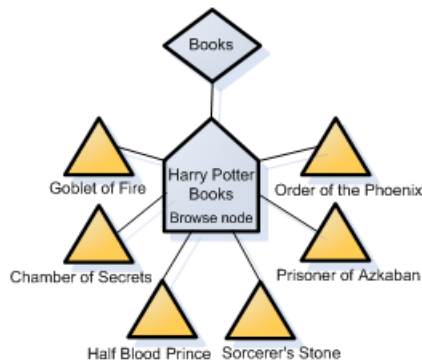 Books
Harry Potter
Books
Browse node
Goblet of Fire
Order of the Phoenix
Chamber of Secrets
Prisoner of Azkaban
Half Blood Prince
Sorcerer's Stone